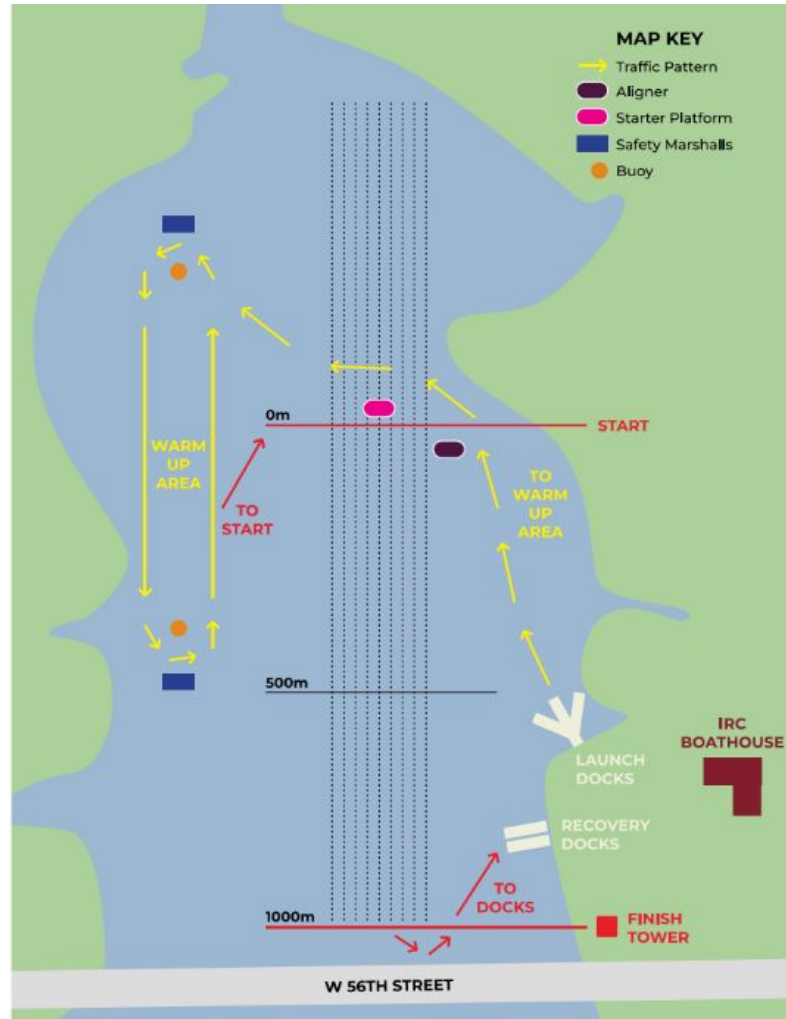 MAP KEY
Traffic Pattern
Aligner
Starter Platform
Safety Marshalls
Buoy
0m
START
WARM
UP
AREA
TO
START
TO
WARM
UP
AREA
500m
IRC
BOATHOUSE
LAUNCH
DOCKS
RECOVERY
DOCKS
TO
DOCKS
1000m
FINISH
TOWER
W 56TH STREET